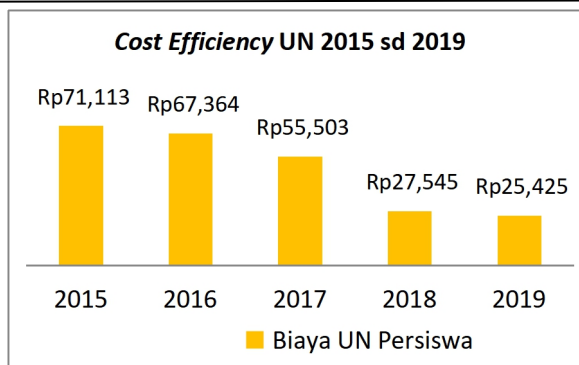 Cost Efficiency UN 2015 sd 2019
Rp71,113
Rp67,364
Rp55,503
Rp27,545
Rp25,425
2015 2016 2017 2018 2019
Biaya UN Persiswa